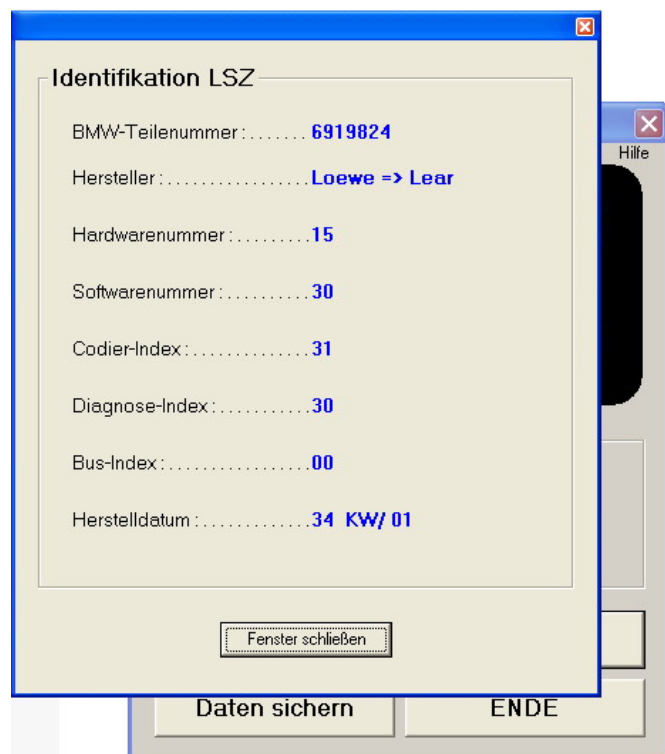 Identifikation LSZ
BMW-Teilenummer:.......6919824
Hersteller:.................Loewe => Lear
Hardwarenummer:.........15
Softwarenummer:..........30
Codier-Index:..............31
Diagnose-Index:...........30
Bus-Index:.................00
Herstelldatum:.............34 KW/ 01
Fenster schließen
Hilfe
Daten sichern
ENDE